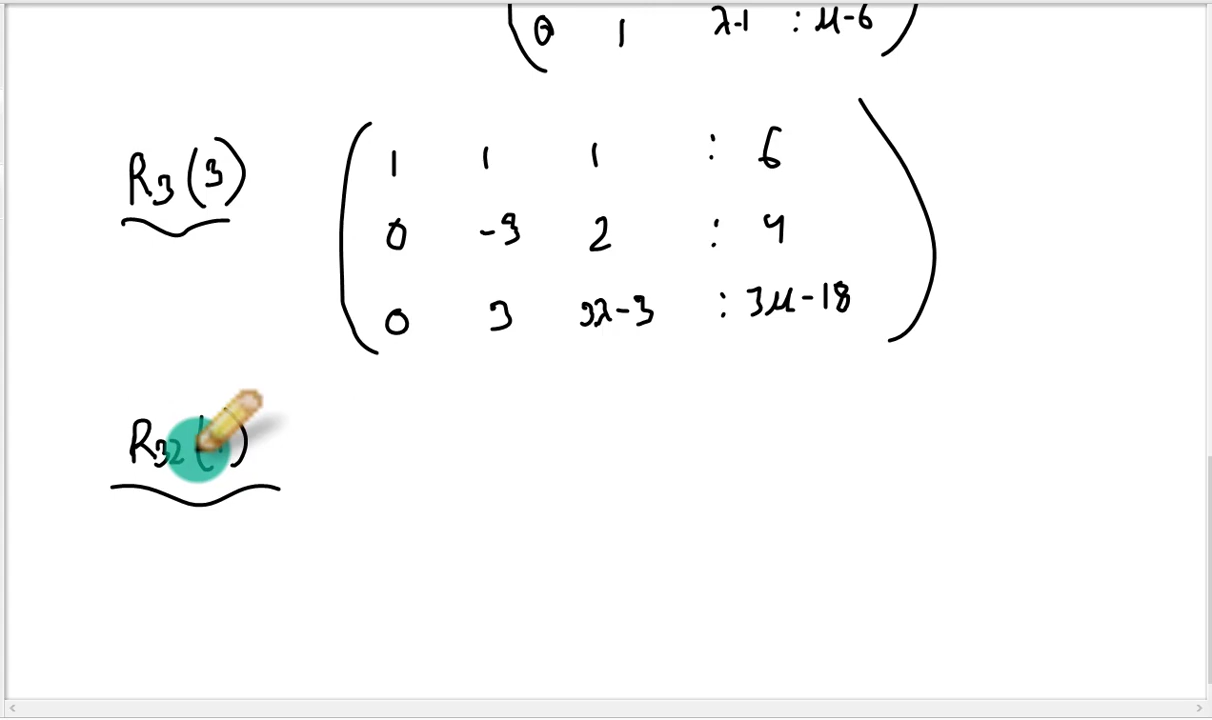 0 1 λ-1 : μ-6
R3(3)
1 1 1 : 6
0 -3 2 : 4
0 3 3λ-3 : 3μ-18
R32( )